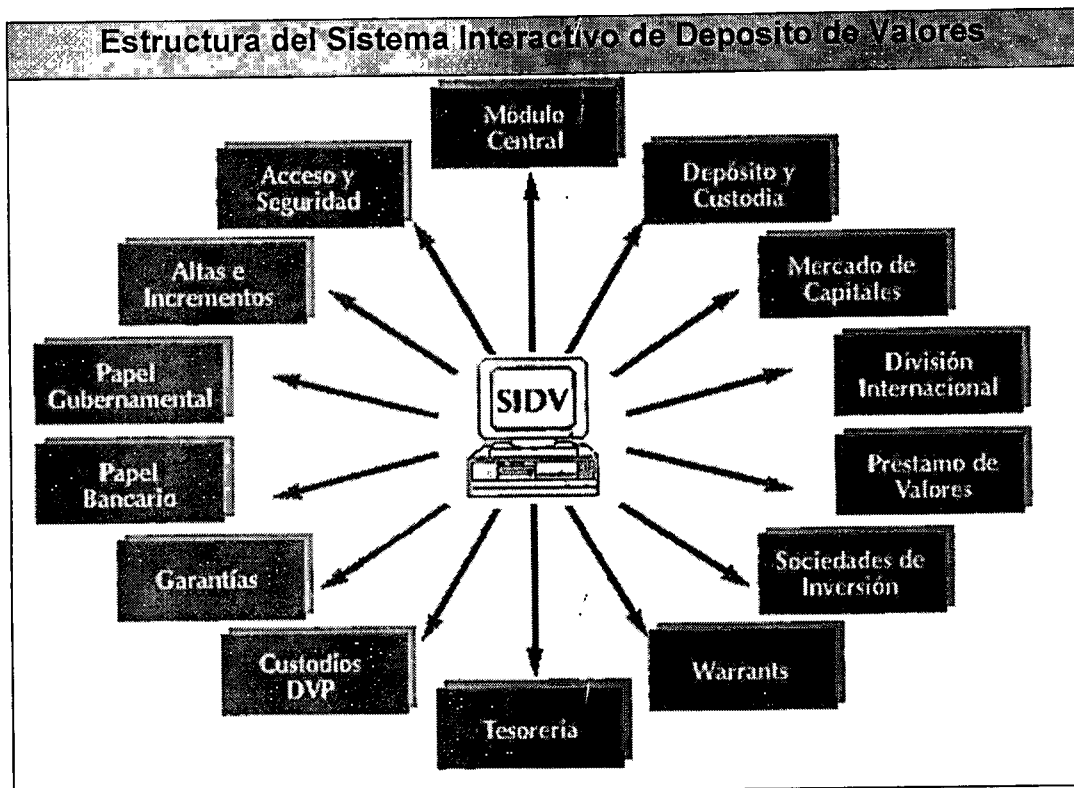 Estructura del Sistema Interactivo de Deposito de Valores
Módulo
Central
Acceso y
Seguridad
Depósito y
Custodia
Altas e
Incrementos
Mercado de
Capitales
Papel
Gubernamental
División
Internacional
SIDV
Papel
Bancario
Préstamo de
Valores
Garantías
Sociedades de
Inversión
Custodios
DVP
Warrants
Tesorería